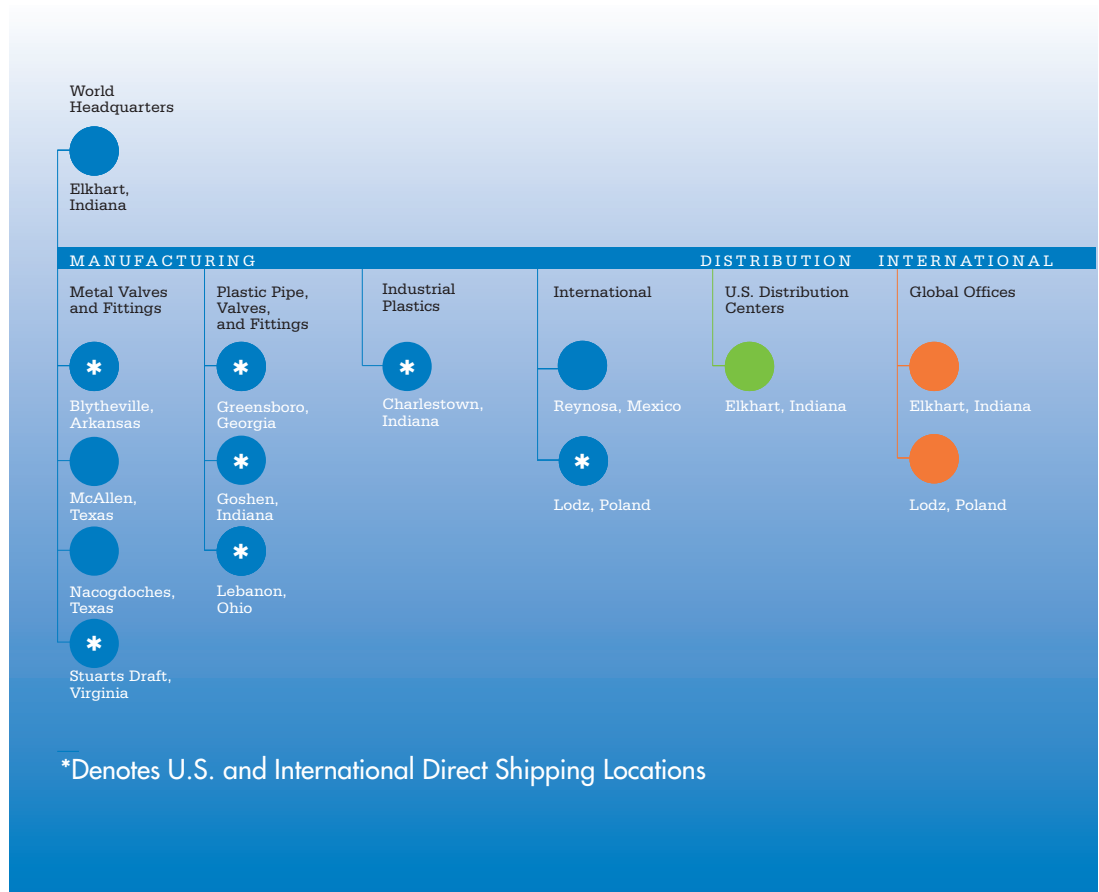 World
Headquarters
Elkhart,
Indiana
MANUFACTURING
DISTRIBUTION
INTERNATIONAL
Metal Valves
and Fittings
*
Blytheville,
Arkansas
McAllen,
Texas
Nacogdoches,
Texas
*
Stuarts Draft,
Virginia
Plastic Pipe,
Valves,
and Fittings
*
Greensboro,
Georgia
*
Goshen,
Indiana
*
Lebanon,
Ohio
Industrial
Plastics
*
Charlestown,
Indiana
International
Reynosa, Mexico
*
Lodz, Poland
U.S. Distribution
Centers
Elkhart, Indiana
Global Offices
Elkhart, Indiana
Lodz, Poland
*Denotes U.S. and International Direct Shipping Locations